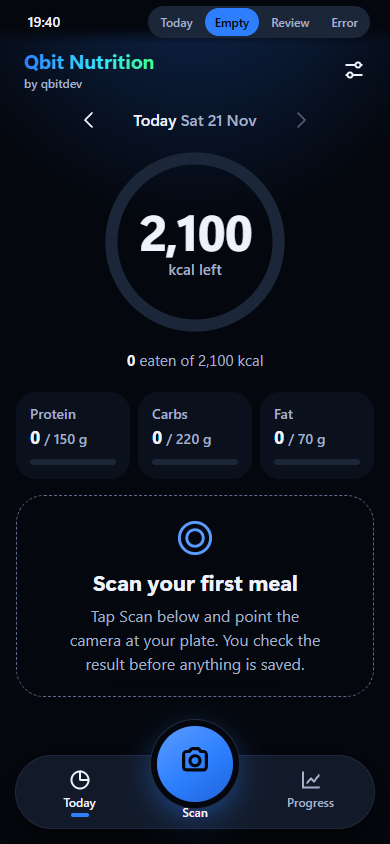 19:40
Today Empty Review Error
Qbit Nutrition
by qbitdev
Today Sat 21 Nov
2,100
kcal left
0 eaten of 2,100 kcal
Protein Carbs Fat
0 / 150 g 0 / 220 g 0 / 70 g
Scan your first meal
Tap Scan below and point the
camera at your plate. You check the
result before anything is saved.
Today Scan Progress